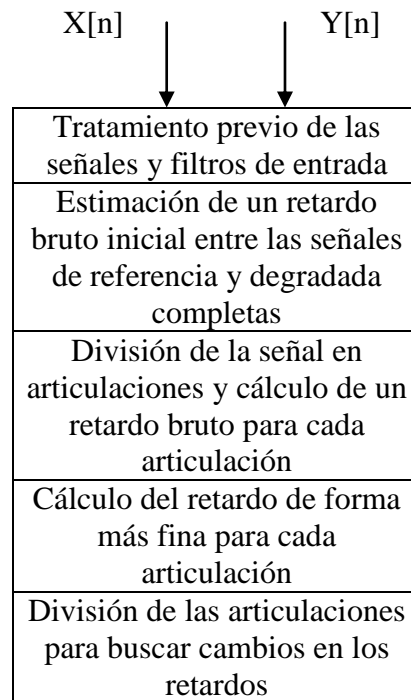 X[n] Y[n]
Tratamiento previo de las
señales y filtros de entrada
Estimación de un retardo
bruto inicial entre las señales
de referencia y degradada
completas
División de la señal en
articulaciones y cálculo de un
retardo bruto para cada
articulación
Cálculo del retardo de forma
más fina para cada
articulación
División de las articulaciones
para buscar cambios en los
retardos